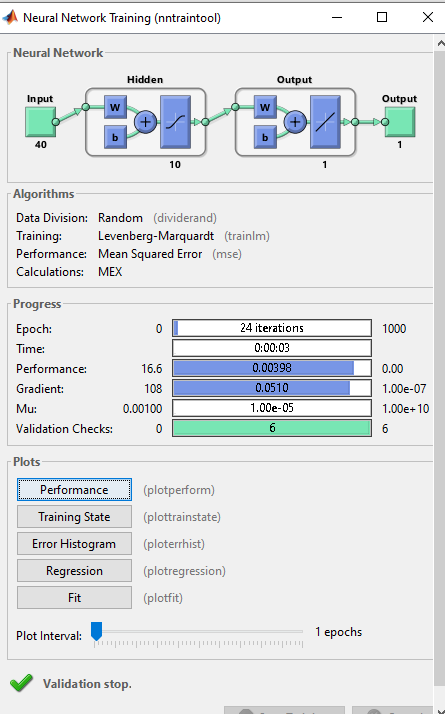 Neural Network Training (nntraintool)
Neural Network
Hidden Output
Input Output
W W
b b
+ +
40 10 1 1
Algorithms
Data Division: Random (dividerand)
Training: Levenberg-Marquardt (trainlm)
Performance: Mean Squared Error (mse)
Calculations: MEX
Progress
Epoch: 0 24 iterations 1000
Time: 0:00:03
Performance: 16.6 0.00398 0.00
Gradient: 108 0.0510 1.00e-07
Mu: 0.00100 1.00e-05 1.00e+10
Validation Checks: 0 6 6
Plots
Performance (plotperform)
Training State (plottrainstate)
Error Histogram (ploterrhist)
Regression (plotregression)
Fit (plotfit)
Plot Interval: 1 epochs
Validation stop.